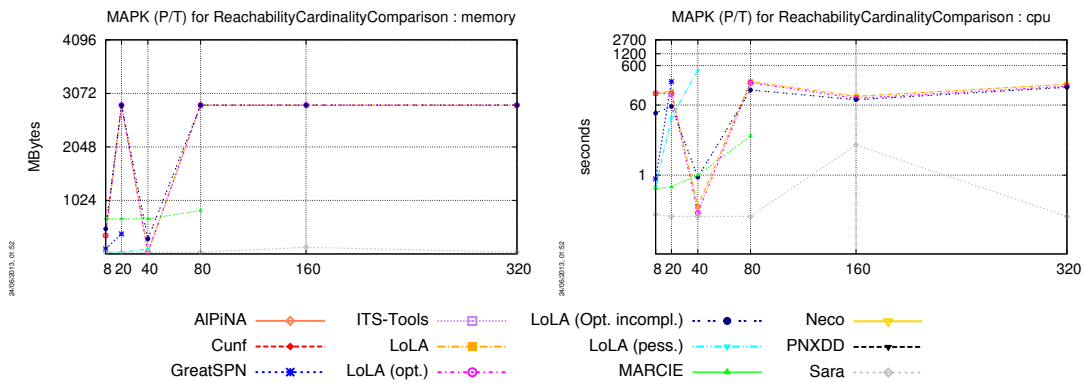 MAPK (P/T) for ReachabilityCardinalityComparison : memory
4096
3072
2048
1024
MBytes
8 20 40 80 160 320
24/06/2013, 01:52
MAPK (P/T) for ReachabilityCardinalityComparison : cpu
2700
1200
600
60
1
seconds
8 20 40 80 160 320
24/06/2013, 01:52
AlPiNA
Cunf
GreatSPN
ITS-Tools
LoLA
LoLA (opt.)
LoLA (Opt. incompl.)
LoLA (pess.)
MARCIE
Neco
PNXDD
Sara